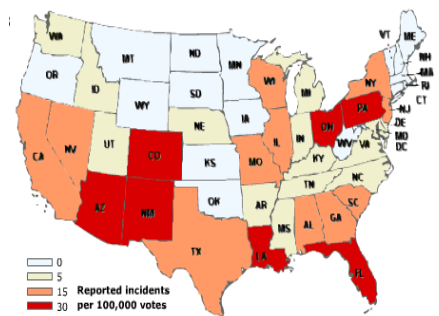 WA
MT
ND
MN
VT
ME
OR
ID
SD
WI
MI
NY
NH
MA
RI
CT
WY
IA
PA
NJ
NE
DE
NV
UT
CO
IL
IN
OH
WV
VA
MD
DC
CA
KS
MO
KY
NC
TN
AZ
NM
OK
AR
SC
MS
AL
GA
TX
LA
FL
0
5
15 Reported incidents
30 per 100,000 votes